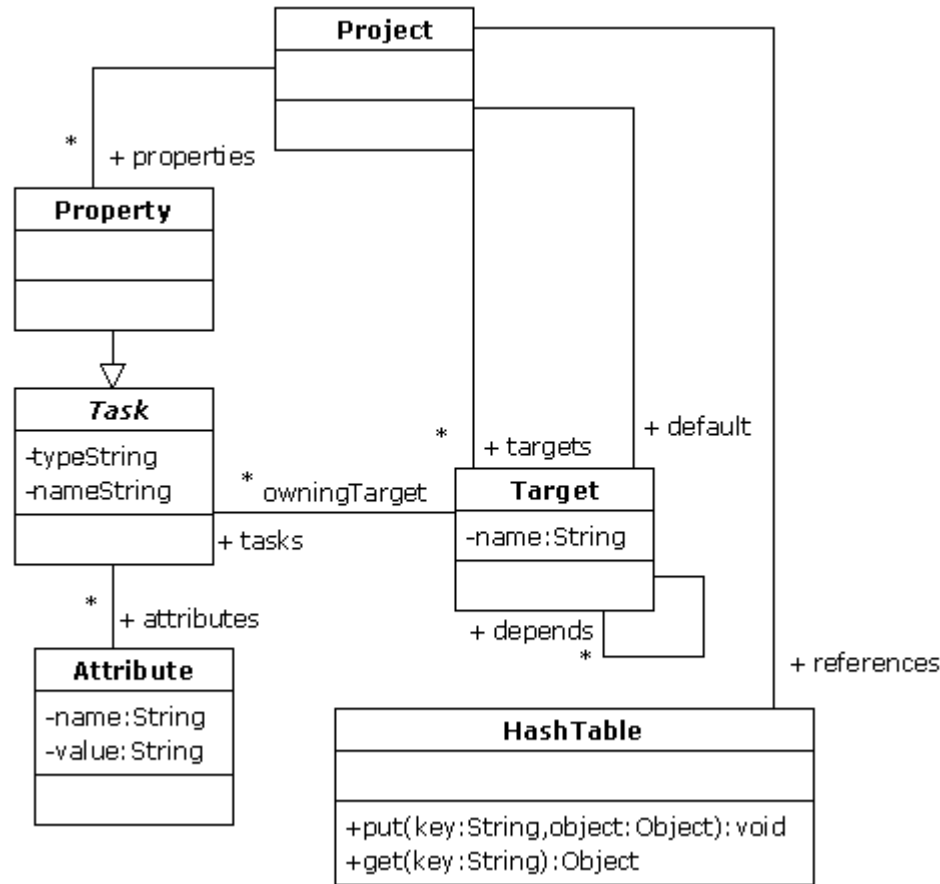 Project
*
+ properties
Property
Task
-typeString
-nameString
*
owningTarget
+ tasks
*
+ targets
+ default
Target
-name:String
+ depends
*
*
+ attributes
Attribute
-name:String
-value:String
+ references
HashTable
+put(key:String,object:Object):void
+get(key:String):Object